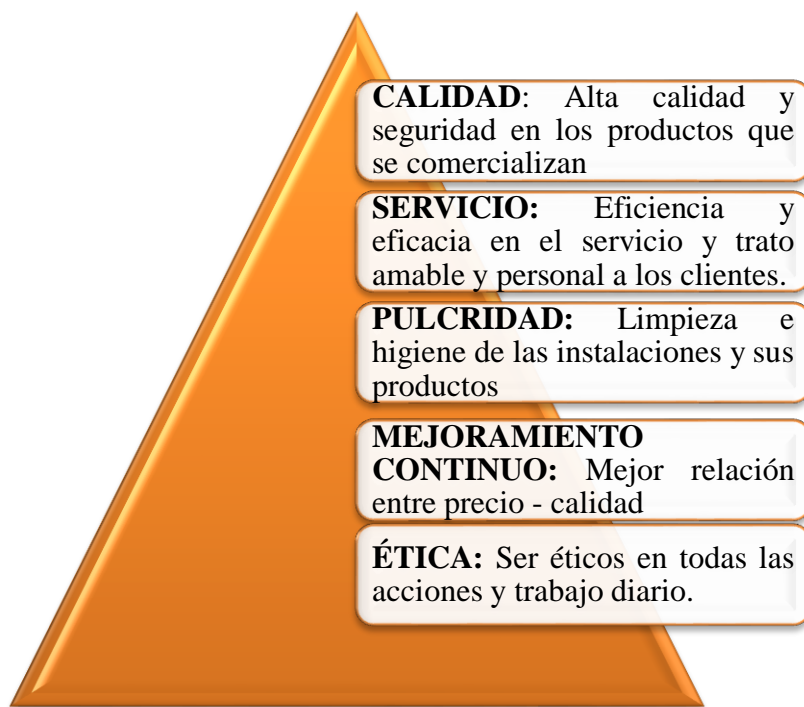 CALIDAD: Alta calidad y
seguridad en los productos que
se comercializan
SERVICIO: Eficiencia y
eficacia en el servicio y trato
amable y personal a los clientes.
PULCRIDAD: Limpieza e
higiene de las instalaciones y sus
productos
MEJORAMIENTO
CONTINUO: Mejor relación
entre precio - calidad
ÉTICA: Ser éticos en todas las
acciones y trabajo diario.